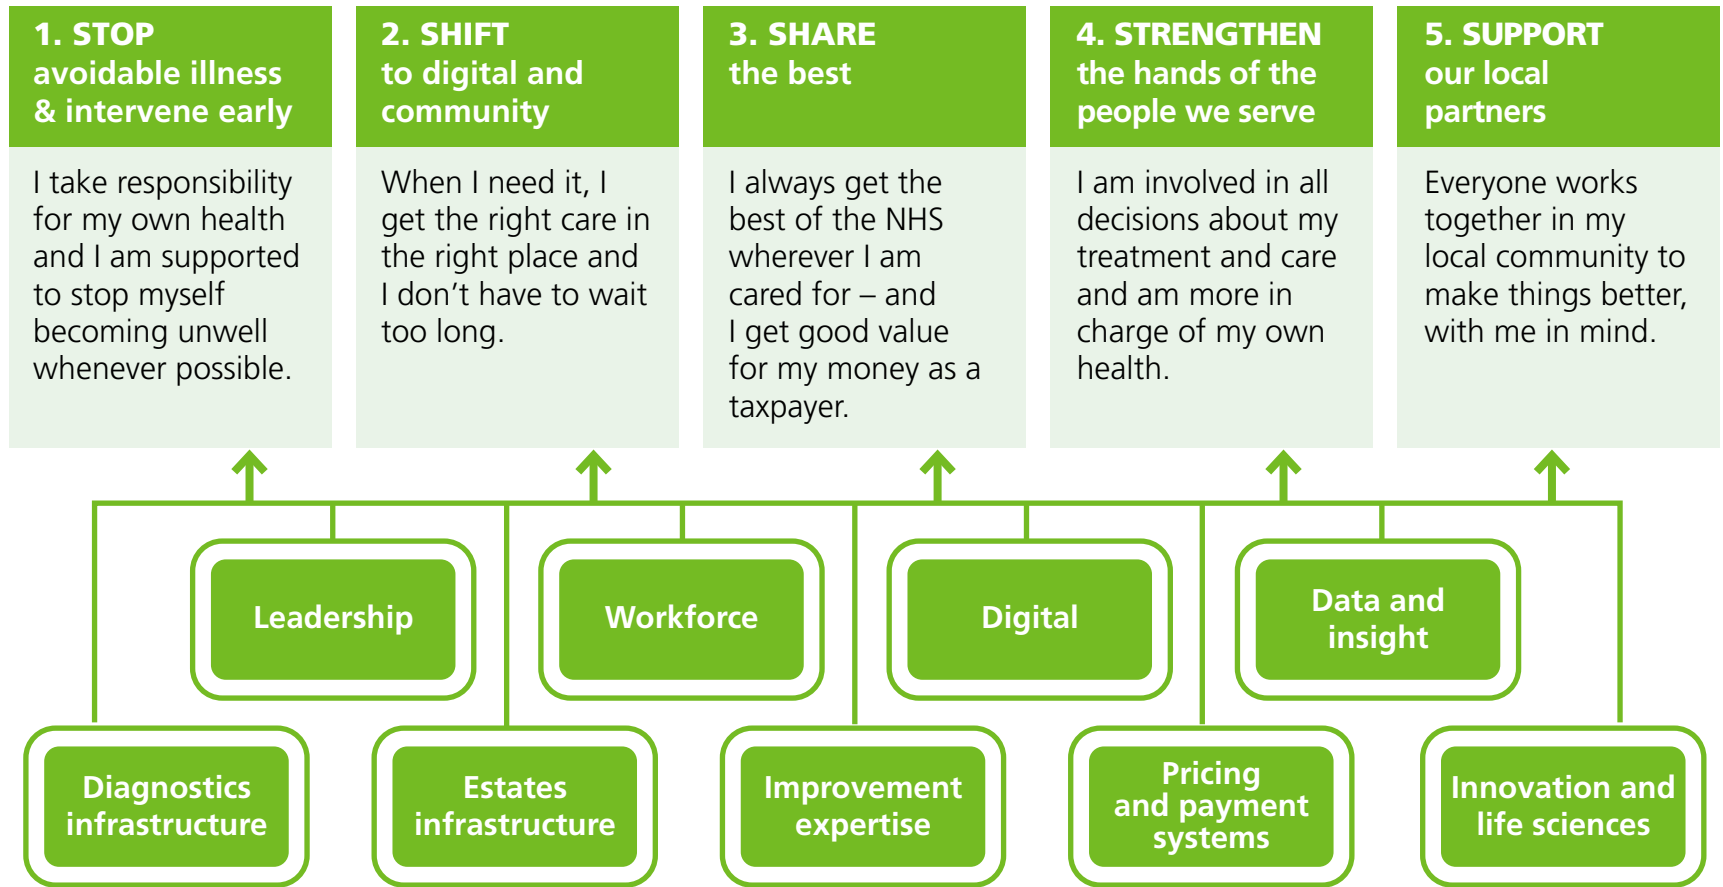 1. STOP
avoidable illness
& intervene early
I take responsibility
for my own health
and I am supported
to stop myself
becoming unwell
whenever possible.
2. SHIFT
to digital and
community
When I need it, I
get the right care in
the right place and
I don’t have to wait
too long.
3. SHARE
the best
I always get the
best of the NHS
wherever I am
cared for – and
I get good value
for my money as a
taxpayer.
4. STRENGTHEN
the hands of the
people we serve
I am involved in all
decisions about my
treatment and care
and am more in
charge of my own
health.
5. SUPPORT
our local
partners
Everyone works
together in my
local community to
make things better,
with me in mind.
Leadership
Workforce
Digital
Data and
insight
Diagnostics
infrastructure
Estates
infrastructure
Improvement
expertise
Pricing
and payment
systems
Innovation and
life sciences